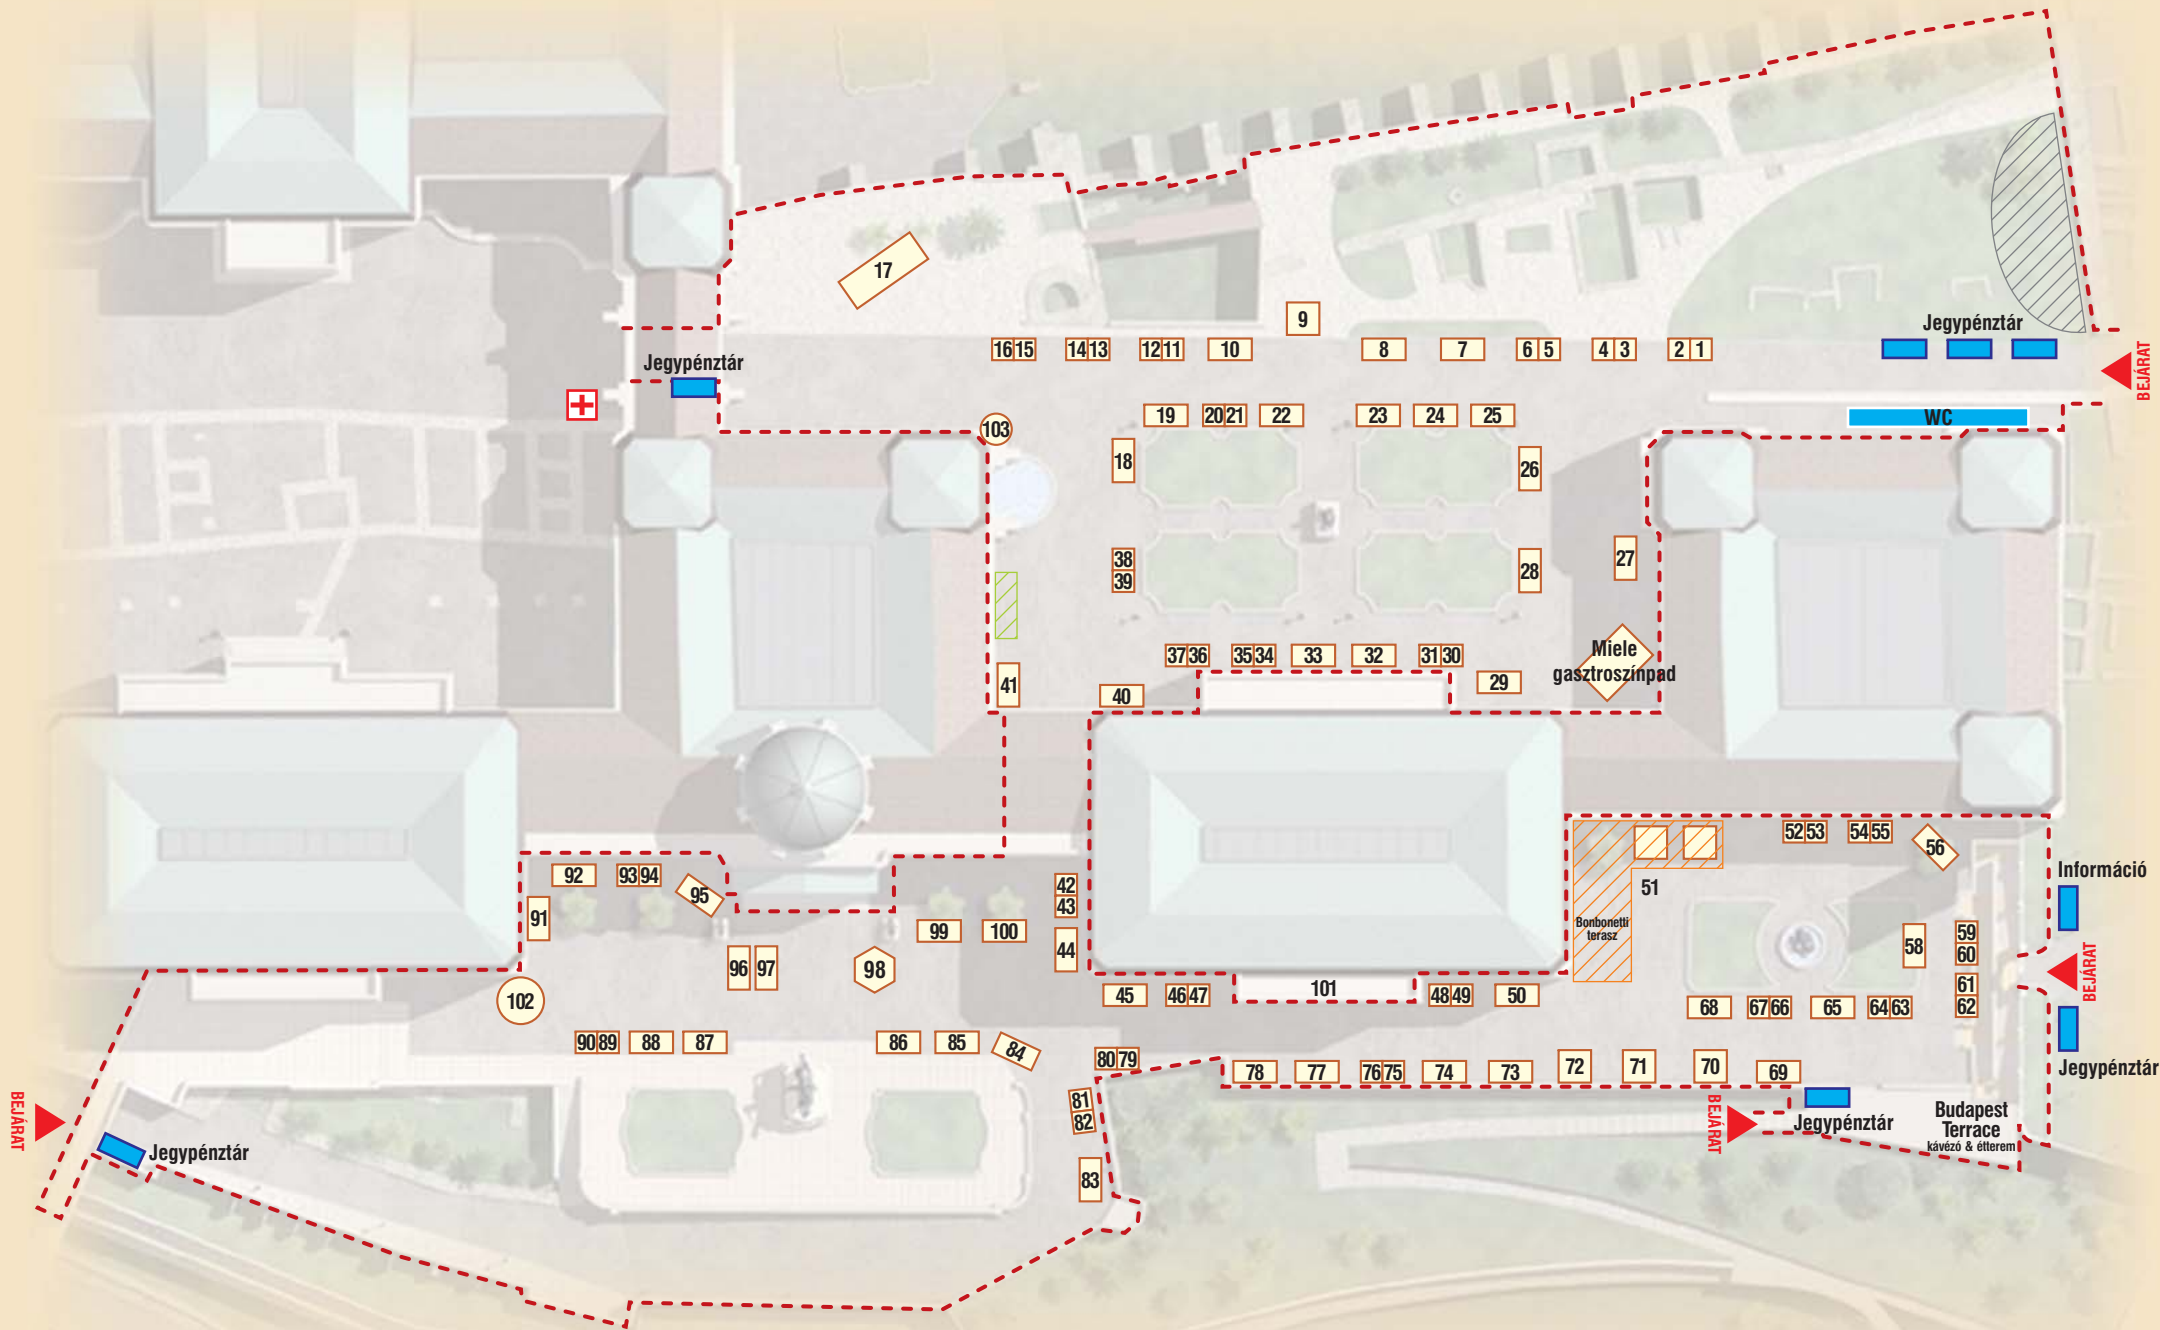 17
9
Jegypénztár
16 15 14 13 12 11 10 8 7 6 5 4 3 2 1
BEJÁRAT
Jegypénztár
19 20 21 22 23 24 25
WC
103
18
26
38
39
28
27
37 36 35 34 33 32 31 30
Miele
gasztroszínpad
41
40
29
52 53 54 55
56
92 93 94
95
91
42
43
44
99 100
51
Bonbonetti
terasz
Információ
58
59
60
61
62
BEJÁRAT
96 97
98
102
45 46 47
101
48 49 50
68 67 66 65 64 63
90 89 88 87 86 85 84
80 79
78 77 76 75 74 73 72 71 70 69
Jegypénztár
81
82
83
BEJÁRAT
Jegypénztár
BEJÁRAT
Jegypénztár
Budapest
Terrace
kávézó & étterem